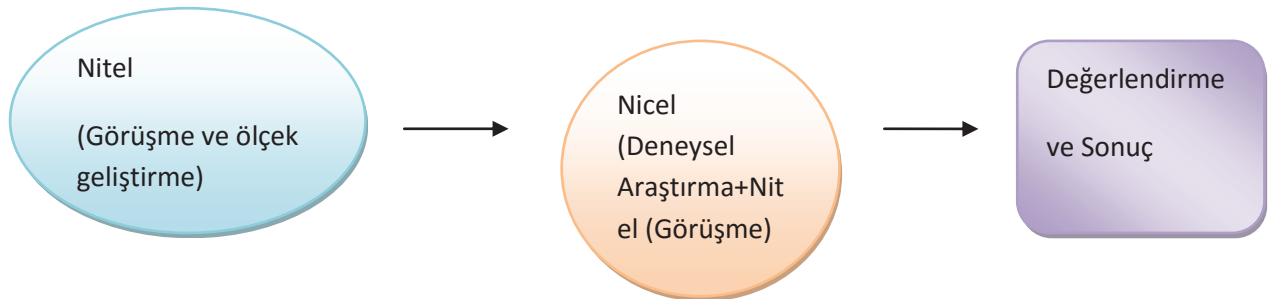 Nitel
(Görüşme ve ölçek
geliştirme)
Nicel
(Deneysel
Araştırma+Nit
el (Görüşme)
Değerlendirme
ve Sonuç